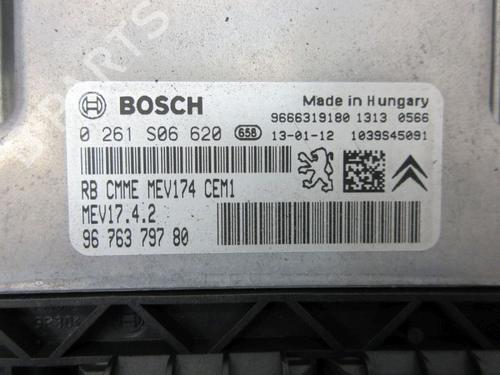 BOSCH
Made in Hungary
9666319180 1313 0566
0 261 S06 620 658 13-01-12 1039S45091
RB CMME MEV174 CEM1
MEV17.4.2
96 763 797 80